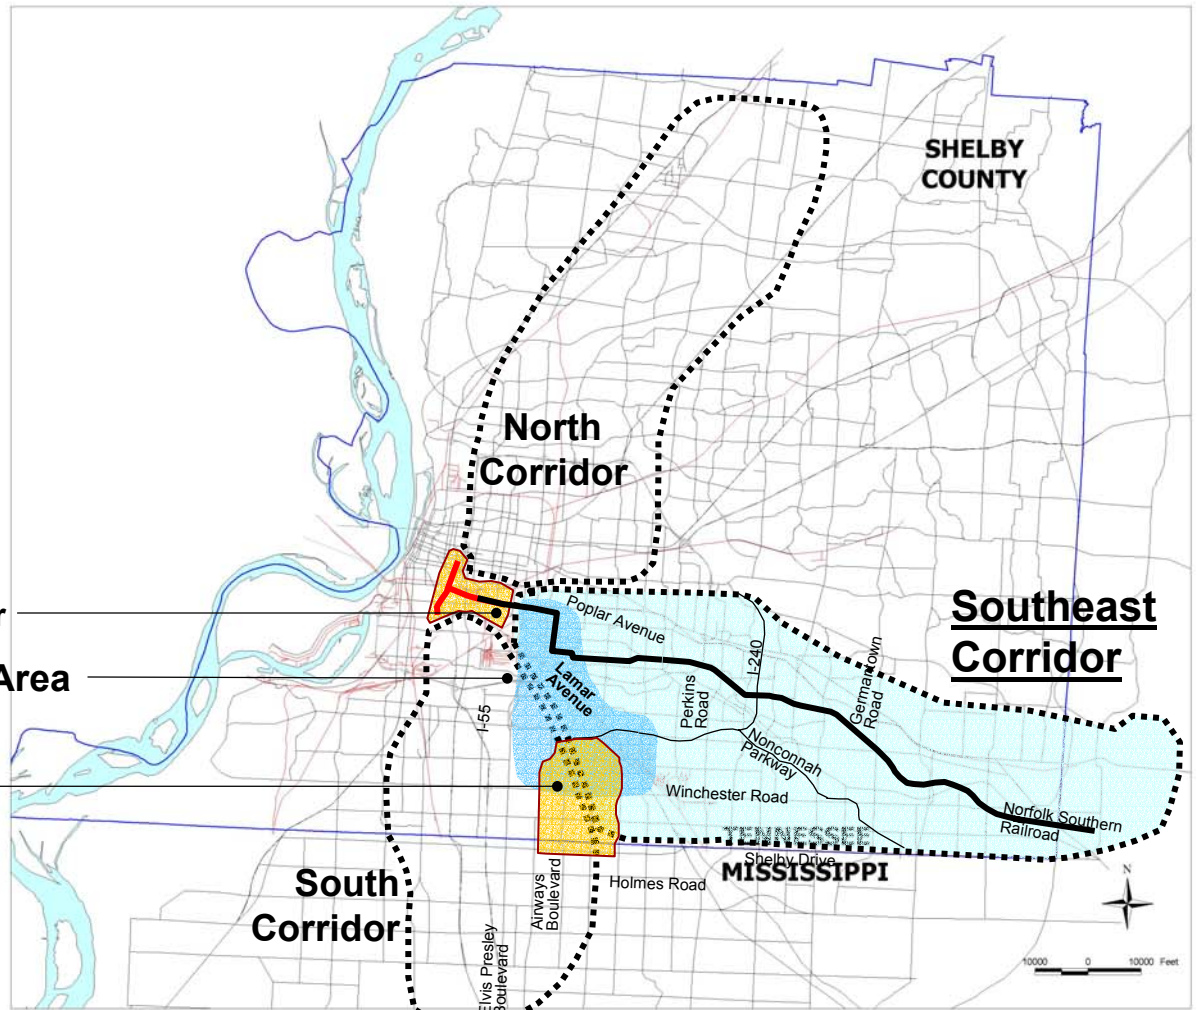 SHELBY
COUNTY
North
Corridor
Southeast
Corridor
Poplar Avenue
I-240
Germantown
Road
Area
Lamar
Avenue
Perkins
Road
I-55
Nonconnah
Parkway
Winchester Road
Norfolk Southern
Railroad
TENNESSEE
Shelby Drive
MISSISSIPPI
South
Corridor
Airways
Boulevard
Holmes Road
Elvis Presley
Boulevard
N
10000 0 10000 Feet